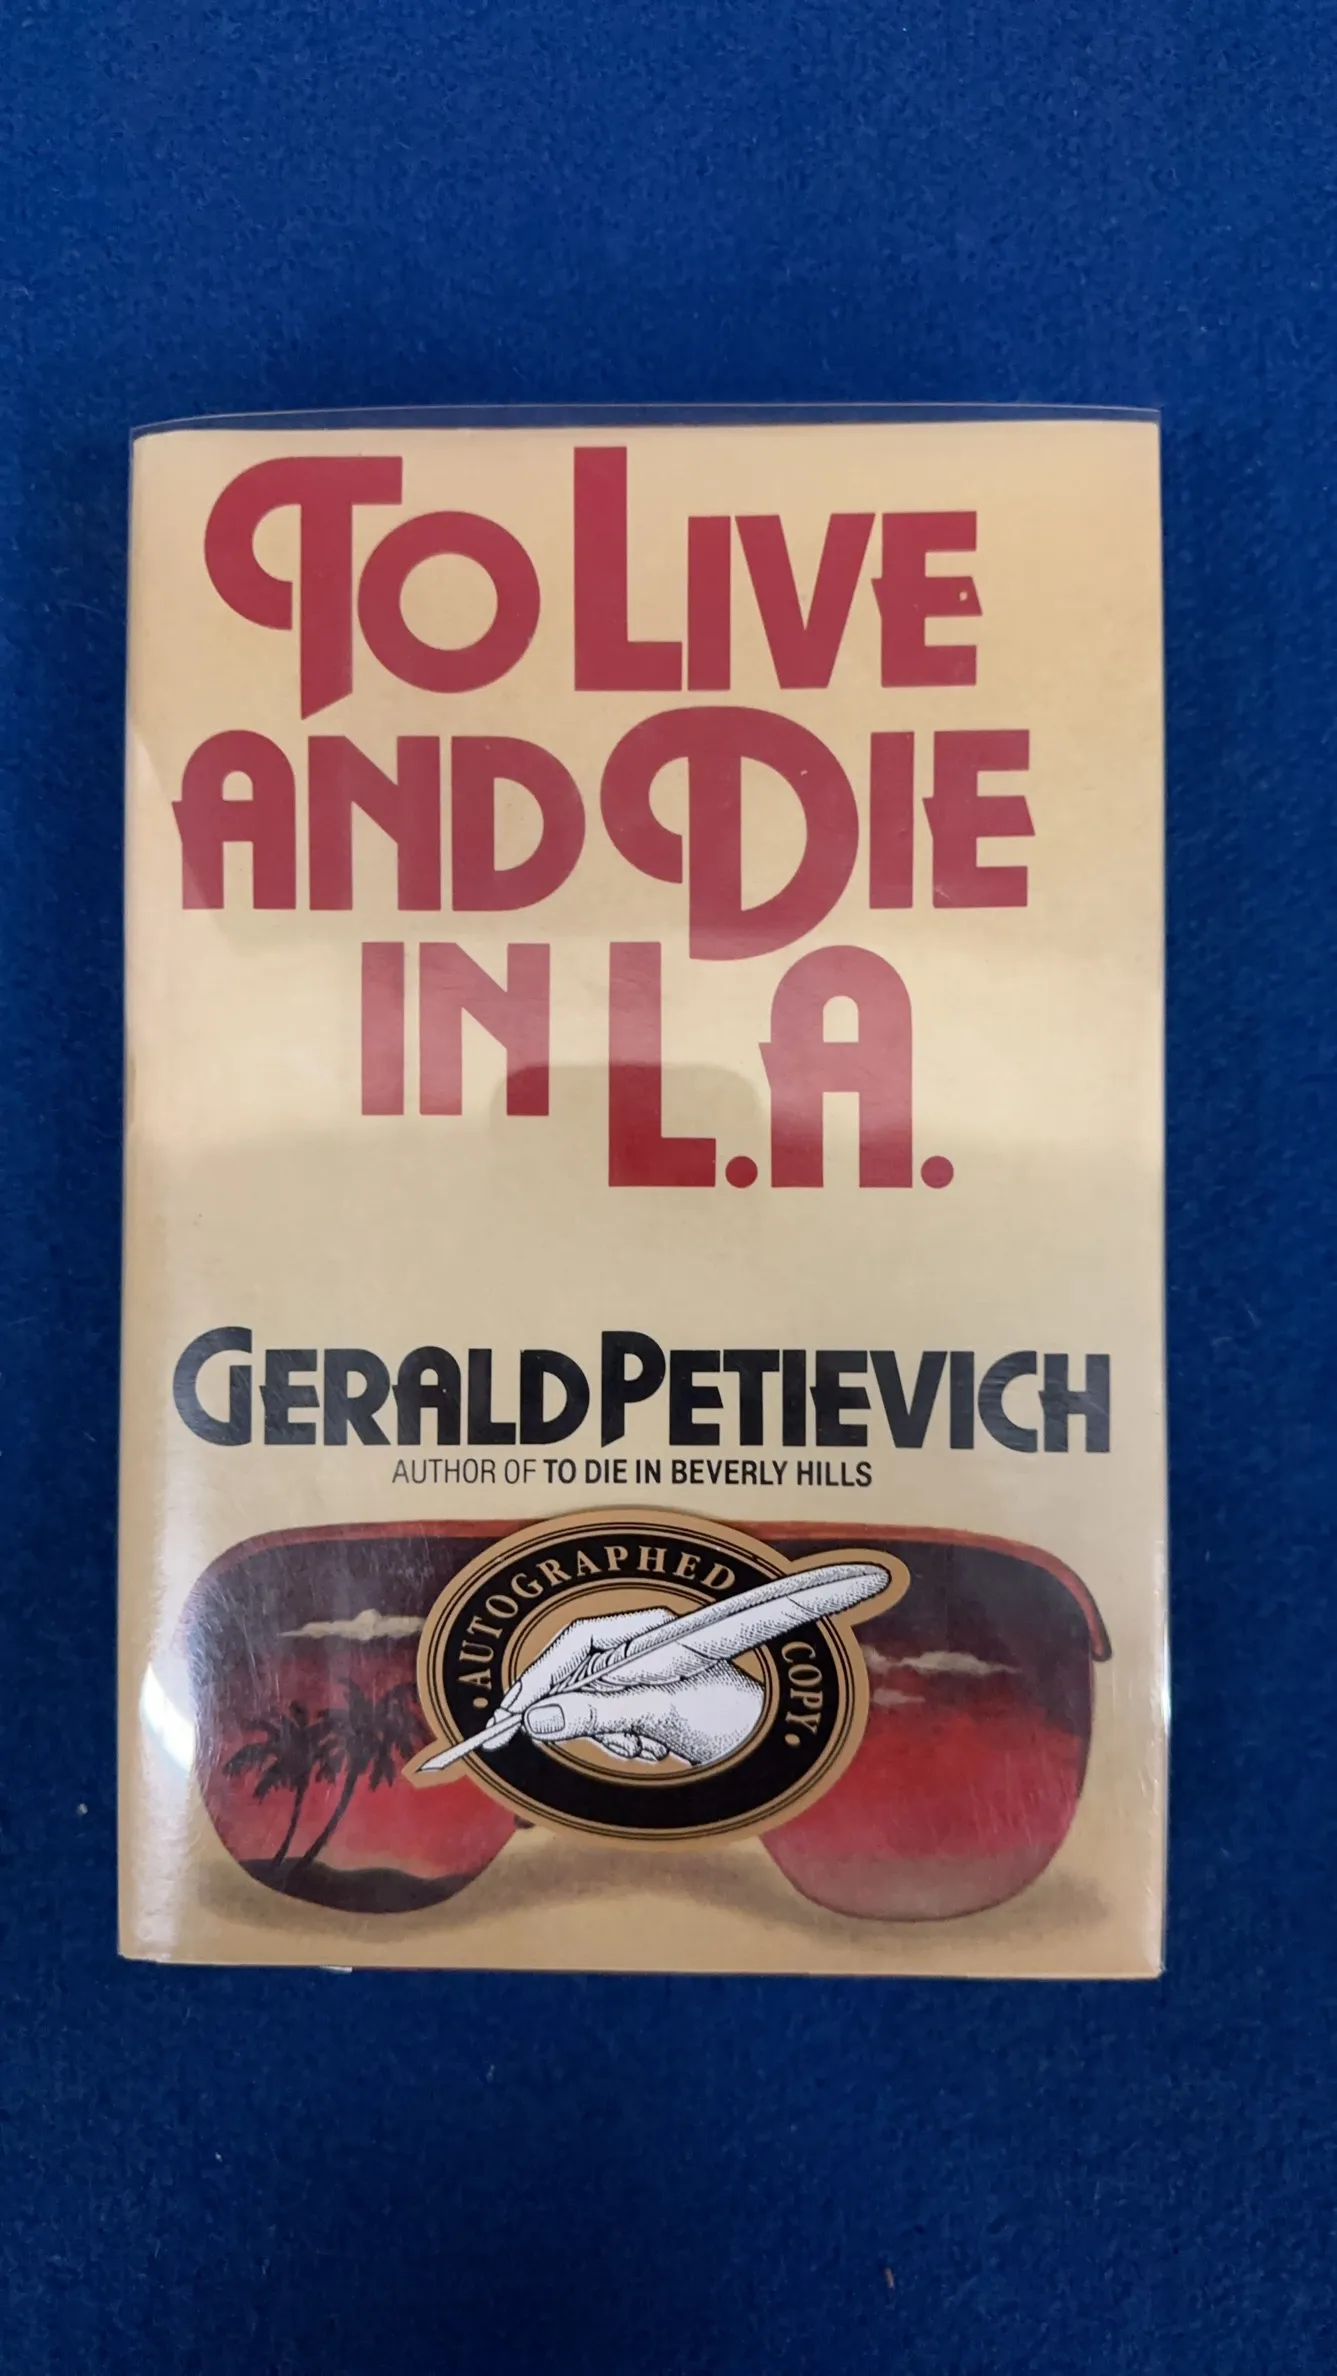 TO LIVE
AND DIE
IN L.A.
GERALD PETIEVICH
AUTHOR OF TO DIE IN BEVERLY HILLS
• AUTOGRAPHED COPY •